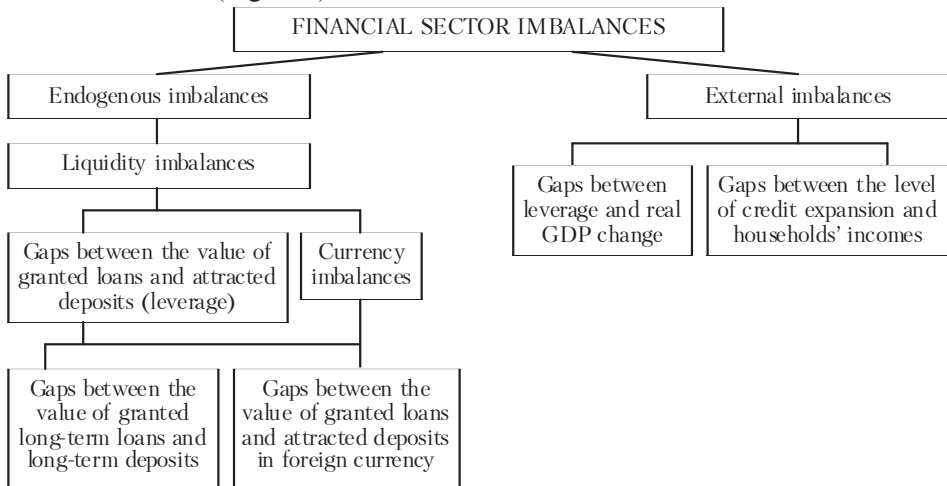 FINANCIAL SECTOR IMBALANCES
Endogenous imbalances
External imbalances
Liquidity imbalances
Gaps between
leverage and real
GDP change
Gaps between the level
of credit expansion and
households' incomes
Gaps between the value of
granted loans and attracted
deposits (leverage)
Currency
imbalances
Gaps between the
value of granted
long-term loans and
long-term deposits
Gaps between the
value of granted loans
and attracted deposits
in foreign currency